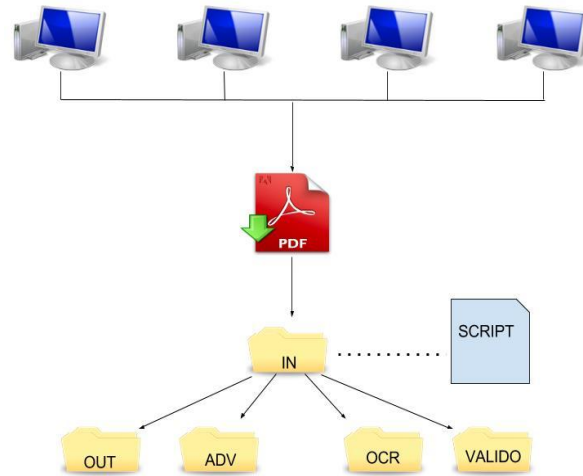 PDF
SCRIPT
IN
OUT
ADV
OCR
VALIDO